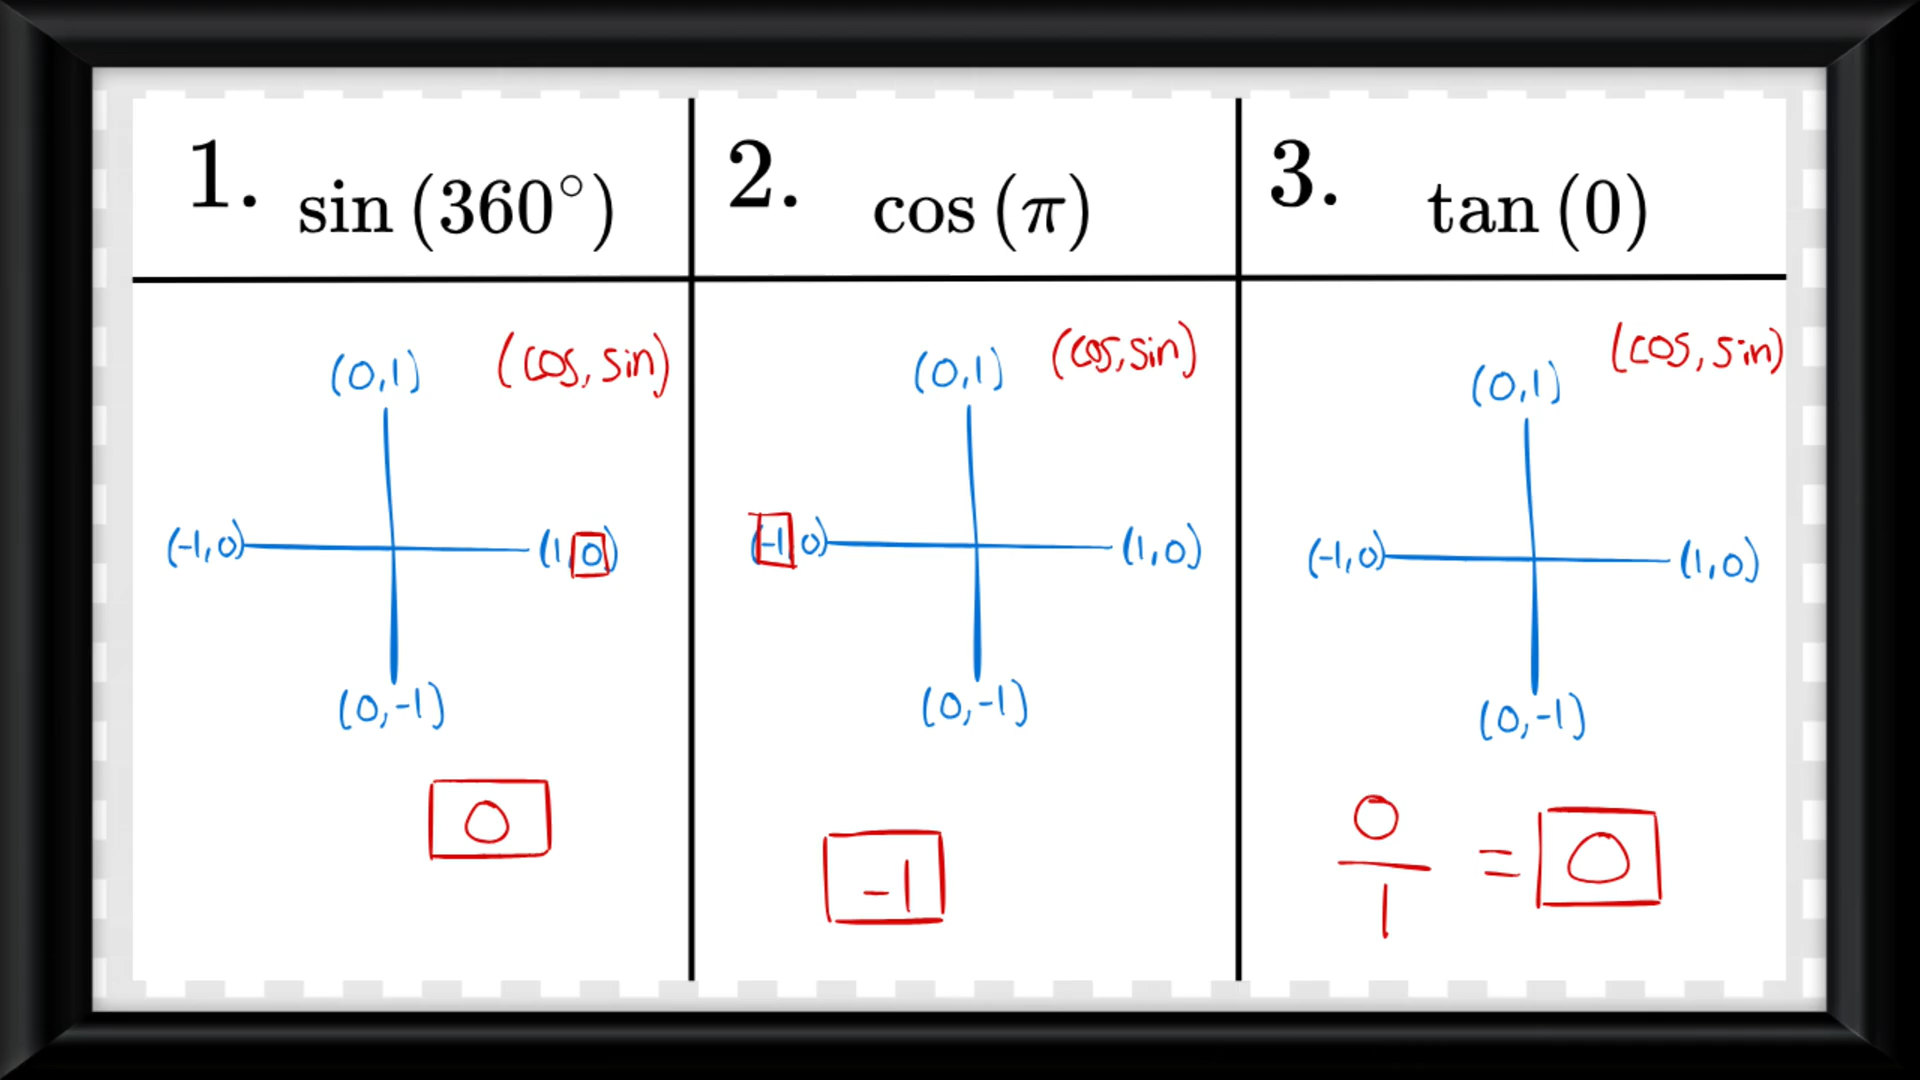 1. sin (360°)
2. cos (π)
3. tan (0)
(cos, sin)
(0,1)
(-1,0)
(1,0)
(0,-1)
0
(cos, sin)
(0,1)
(-1,0)
(1,0)
(0,-1)
-1
(cos, sin)
(0,1)
(-1,0)
(1,0)
(0,-1)
0/1 = 0